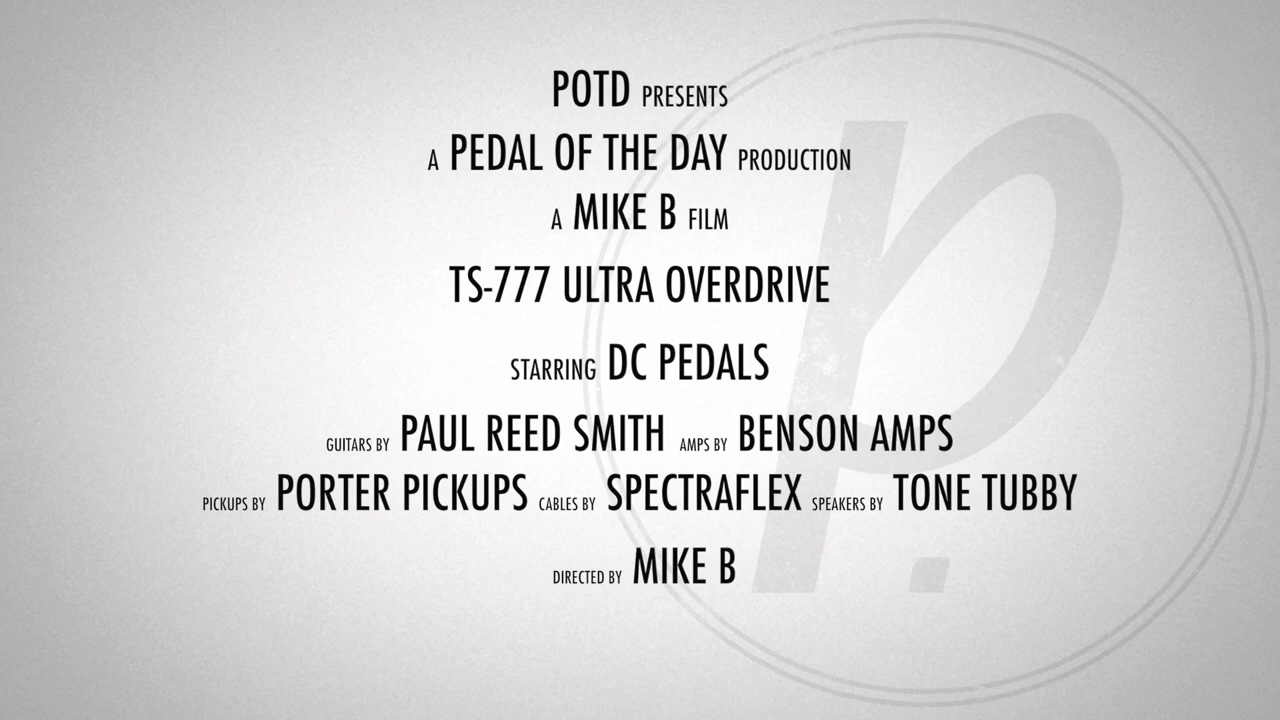 POTD PRESENTS
A PEDAL OF THE DAY PRODUCTION
A MIKE B FILM
TS-777 ULTRA OVERDRIVE
STARRING DC PEDALS
GUITARS BY PAUL REED SMITH AMPS BY BENSON AMPS
PICKUPS BY PORTER PICKUPS CABLES BY SPECTRAFLEX SPEAKERS BY TONE TUBBY
DIRECTED BY MIKE B
p.